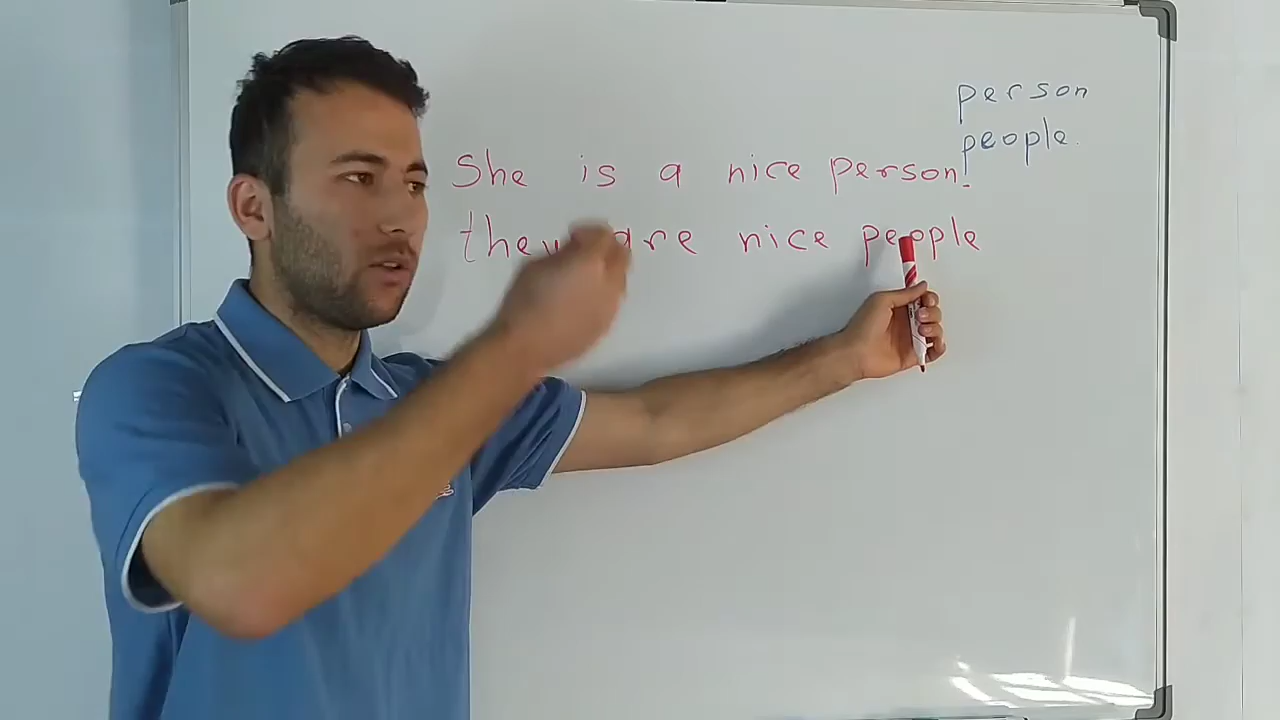 person
people.
She is a nice person.
they are nice people